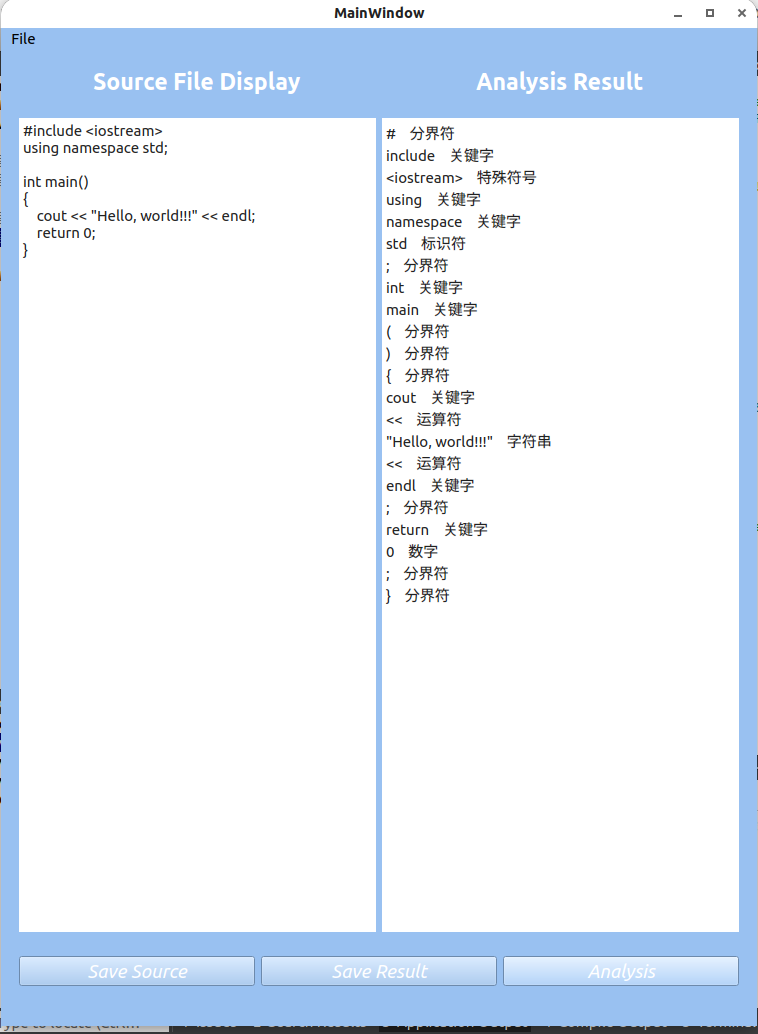 MainWindow
File
Source File Display
Analysis Result
#include <iostream>
using namespace std;
int main()
{
    cout << "Hello, world!!!" << endl;
    return 0;
}
#   分界符
include   关键字
<iostream>   特殊符号
using   关键字
namespace   关键字
std   标识符
;   分界符
int   关键字
main   关键字
(   分界符
)   分界符
{   分界符
cout   关键字
<<   运算符
"Hello, world!!!"   字符串
<<   运算符
endl   关键字
;   分界符
return   关键字
0   数字
;   分界符
}   分界符
Save Source
Save Result
Analysis